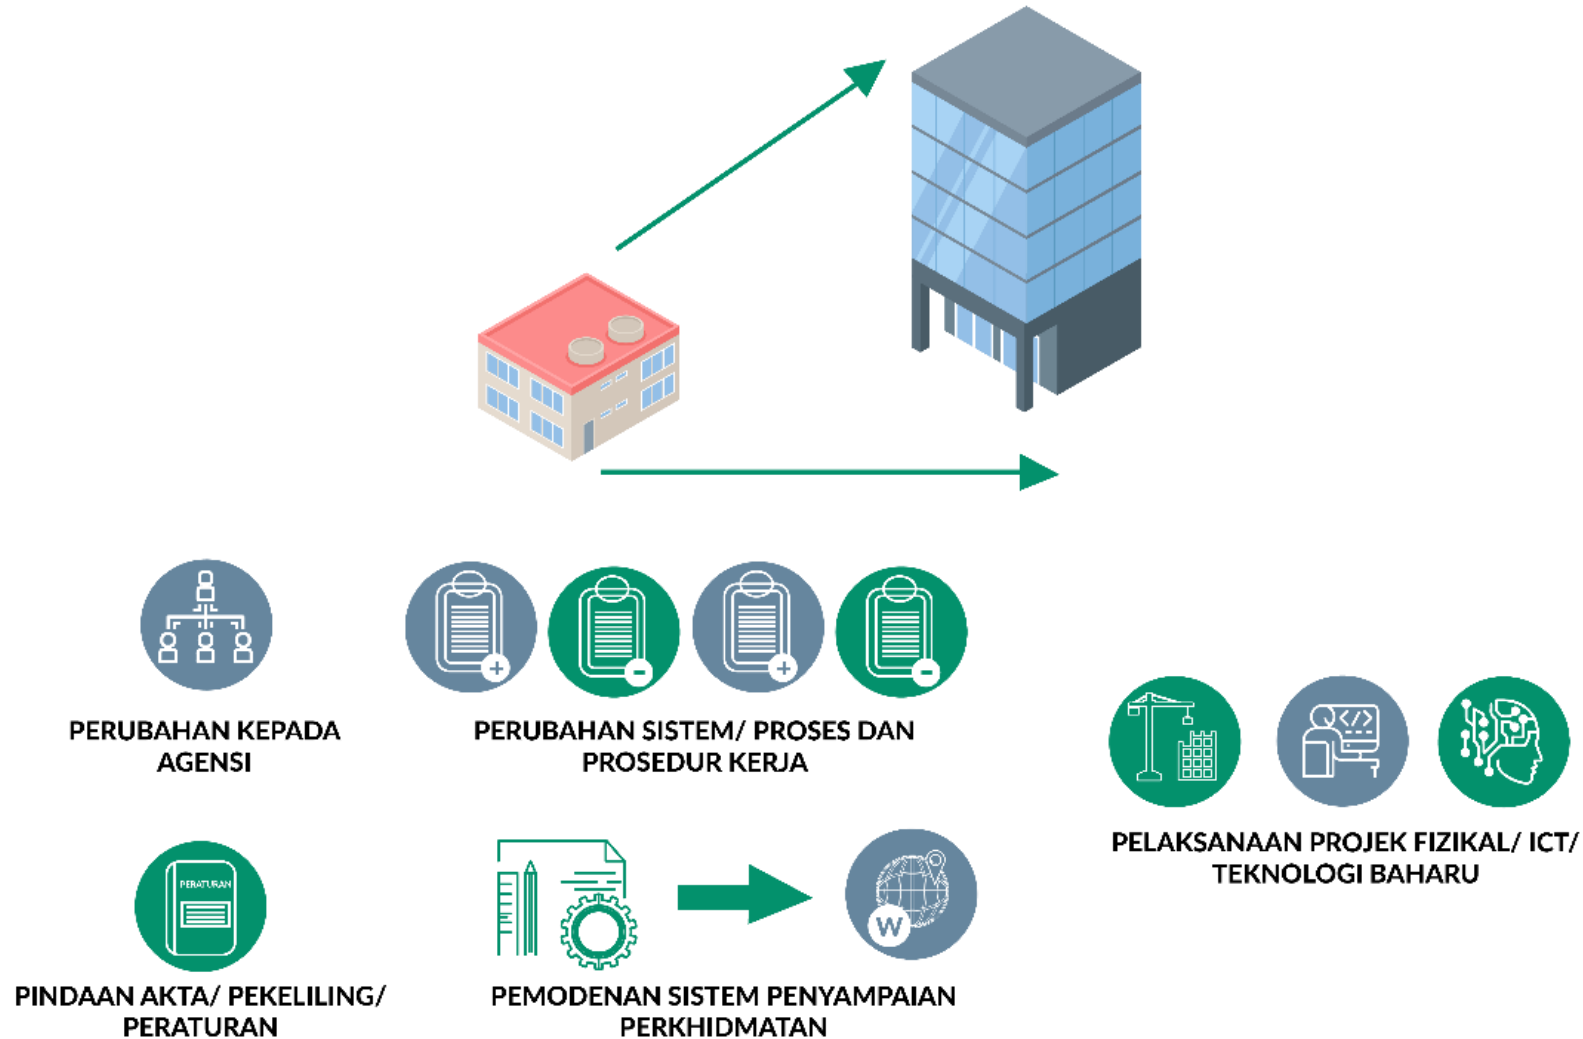 PERUBAHAN KEPADA
AGENSI
PERUBAHAN SISTEM/ PROSES DAN
PROSEDUR KERJA
PELAKSANAAN PROJEK FIZIKAL/ ICT/
TEKNOLOGI BAHARU
PERATURAN
PINDAAN AKTA/ PEKELILING/
PERATURAN
W
PEMODENAN SISTEM PENYAMPAIAN
PERKHIDMATAN